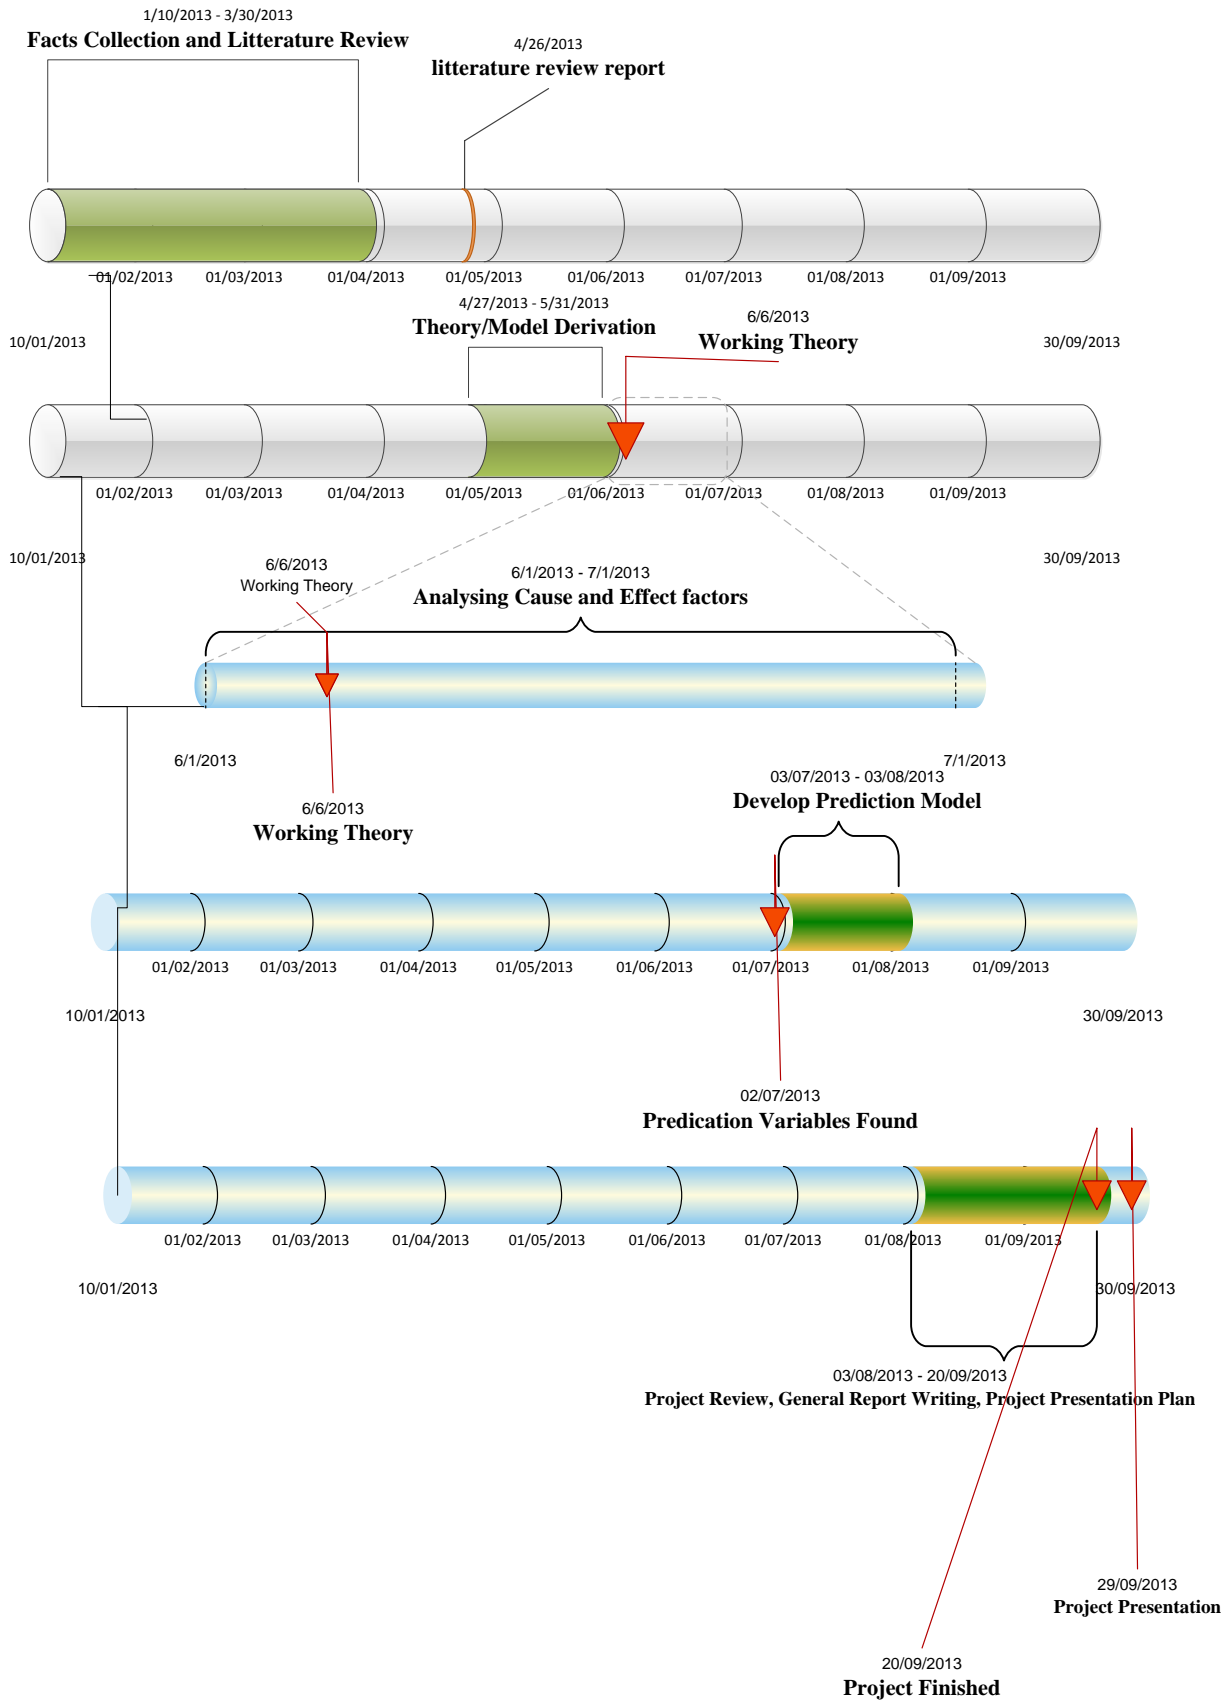 1/10/2013 - 3/30/2013
Facts Collection and Litterature Review
4/26/2013
litterature review report
01/02/2013 01/03/2013 01/04/2013 01/05/2013 01/06/2013 01/07/2013 01/08/2013 01/09/2013
10/01/2013 30/09/2013
4/27/2013 - 5/31/2013
Theory/Model Derivation
6/6/2013
Working Theory
01/02/2013 01/03/2013 01/04/2013 01/05/2013 01/06/2013 01/07/2013 01/08/2013 01/09/2013
10/01/2013 30/09/2013
6/6/2013
Working Theory
6/1/2013 - 7/1/2013
Analysing Cause and Effect factors
6/1/2013 7/1/2013
6/6/2013
Working Theory
03/07/2013 - 03/08/2013
Develop Prediction Model
01/02/2013 01/03/2013 01/04/2013 01/05/2013 01/06/2013 01/07/2013 01/08/2013 01/09/2013
10/01/2013 30/09/2013
02/07/2013
Predication Variables Found
01/02/2013 01/03/2013 01/04/2013 01/05/2013 01/06/2013 01/07/2013 01/08/2013 01/09/2013
10/01/2013 30/09/2013
03/08/2013 - 20/09/2013
Project Review, General Report Writing, Project Presentation Plan
29/09/2013
Project Presentation
20/09/2013
Project Finished